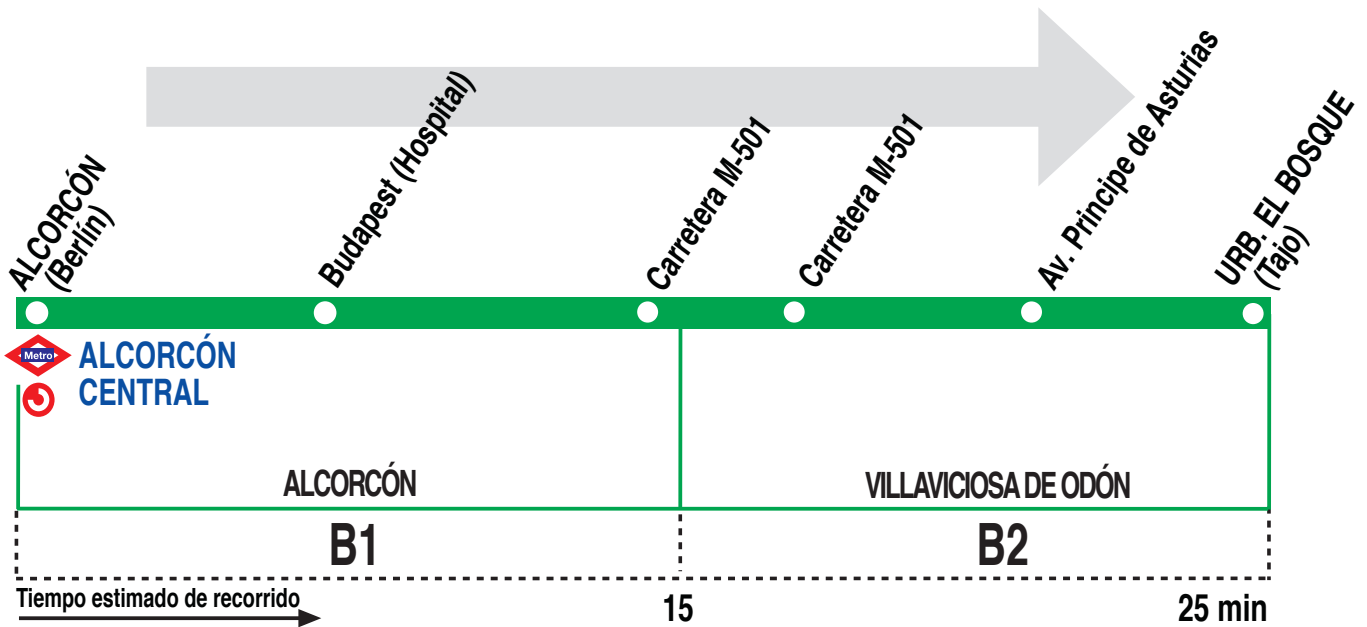 ALCORCÓN
(Berlín)
Budapest (Hospital)
Carretera M-501
Carretera M-501
Av. Principe de Asturias
URB. EL BOSQUE
(Tajo)
Metro
ALCORCÓN
CENTRAL
ALCORCÓN
VILLAVICIOSA DE ODÓN
B1
B2
Tiempo estimado de recorrido
15
25 min